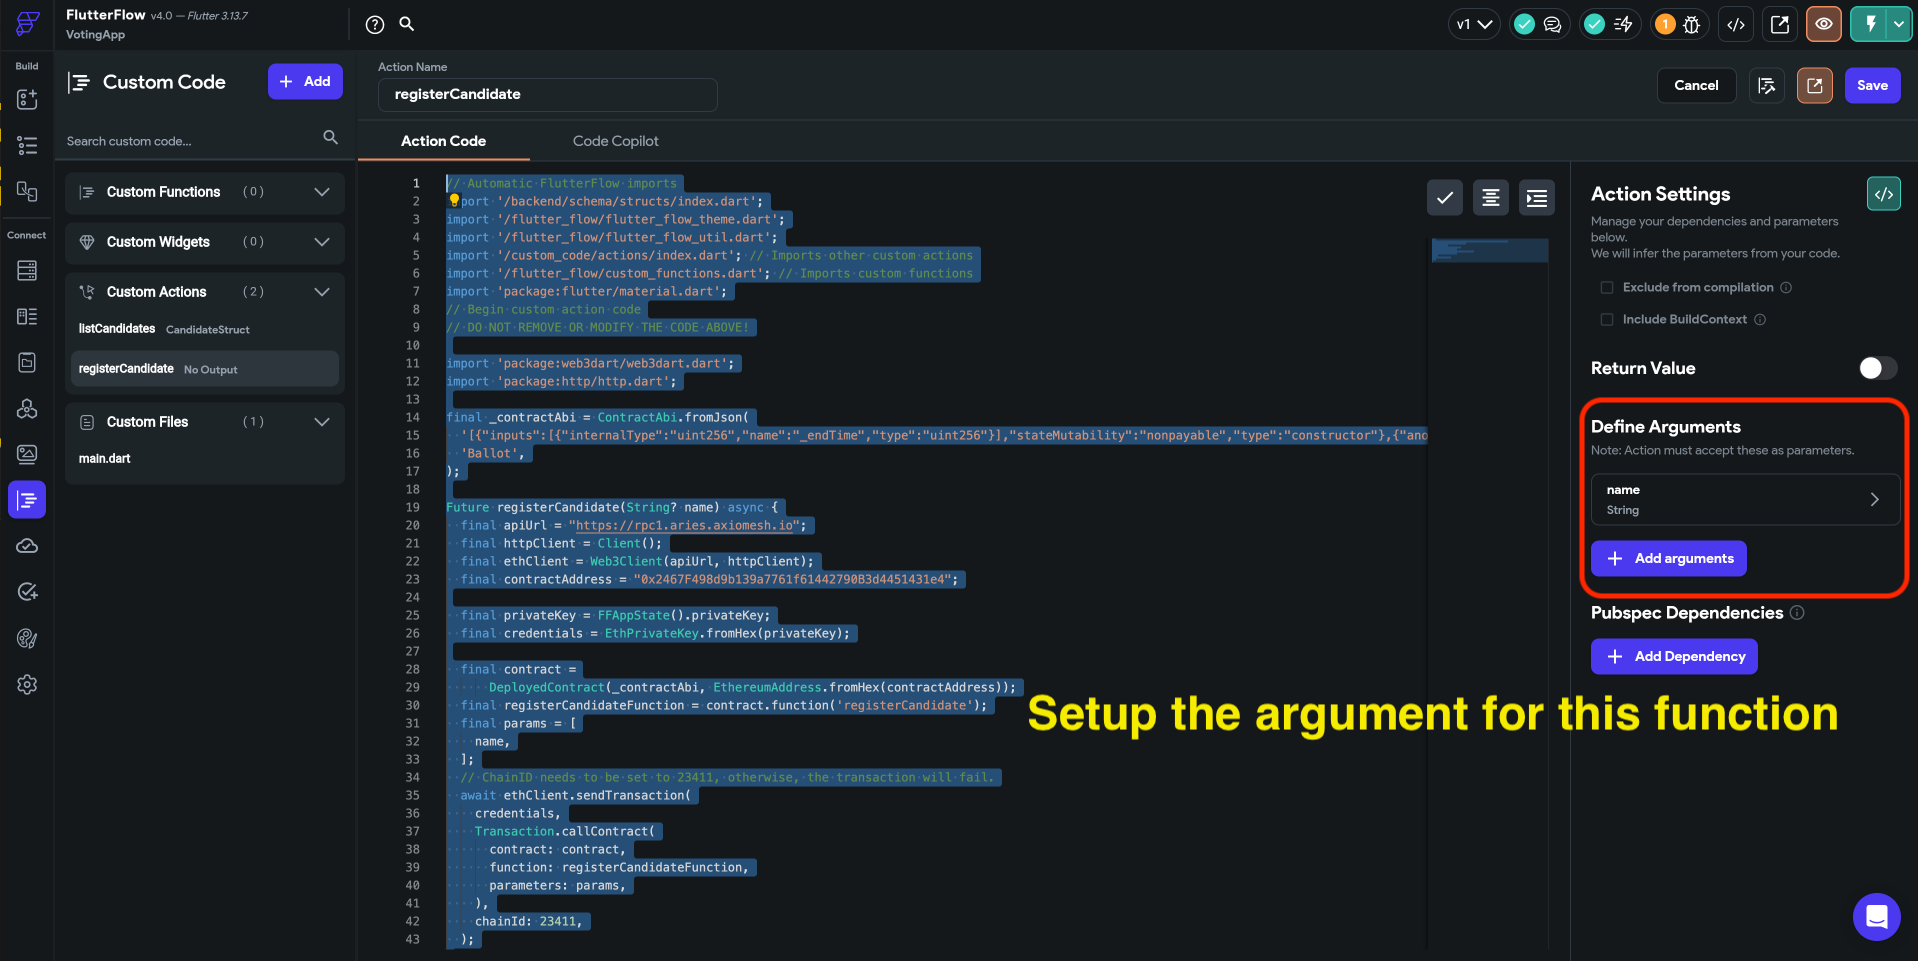 FlutterFlow v4.0 — Flutter 3.13.7
VotingApp
v1
1
Build
Connect
Custom Code
+ Add
Search custom code...
Custom Functions (0)
Custom Widgets (0)
Custom Actions (2)
listCandidates CandidateStruct
registerCandidate No Output
Custom Files (1)
main.dart
Action Name
registerCandidate
Cancel
Save
Action Code
Code Copilot
1 // Automatic FlutterFlow imports
2 port '/backend/schema/structs/index.dart';
3 import '/flutter_flow/flutter_flow_theme.dart';
4 import '/flutter_flow/flutter_flow_util.dart';
5 import '/custom_code/actions/index.dart'; // Imports other custom actions
6 import '/flutter_flow/custom_functions.dart'; // Imports custom functions
7 import 'package:flutter/material.dart';
8 // Begin custom action code
9 // DO NOT REMOVE OR MODIFY THE CODE ABOVE!
10
11 import 'package:web3dart/web3dart.dart';
12 import 'package:http/http.dart';
13
14 final _contractAbi = ContractAbi.fromJson(
15 '[{"inputs":[{"internalType":"uint256","name":"_endTime","type":"uint256"}],"stateMutability":"nonpayable","type":"constructor"},{"ano
16 'Ballot',
17 );
18
19 Future registerCandidate(String? name) async {
20 final apiUrl = "https://rpc1.aries.axiomesh.io";
21 final httpClient = Client();
22 final ethClient = Web3Client(apiUrl, httpClient);
23 final contractAddress = "0x2467F498d9b139a7761f61442790B3d4451431e4";
24
25 final privateKey = FFAppState().privateKey;
26 final credentials = EthPrivateKey.fromHex(privateKey);
27
28 final contract =
29 DeployedContract(_contractAbi, EthereumAddress.fromHex(contractAddress));
30 final registerCandidateFunction = contract.function('registerCandidate');
31 final params = [
32 name,
33 ];
34 // ChainID needs to be set to 23411, otherwise, the transaction will fail.
35 await ethClient.sendTransaction(
36 credentials,
37 Transaction.callContract(
38 contract: contract,
39 function: registerCandidateFunction,
40 parameters: params,
41 ),
42 chainId: 23411,
43 );
Action Settings
Manage your dependencies and parameters
below.
We will infer the parameters from your code.
Exclude from compilation
Include BuildContext
Return Value
Define Arguments
Note: Action must accept these as parameters.
name
String
+ Add arguments
Pubspec Dependencies
+ Add Dependency
Setup the argument for this function